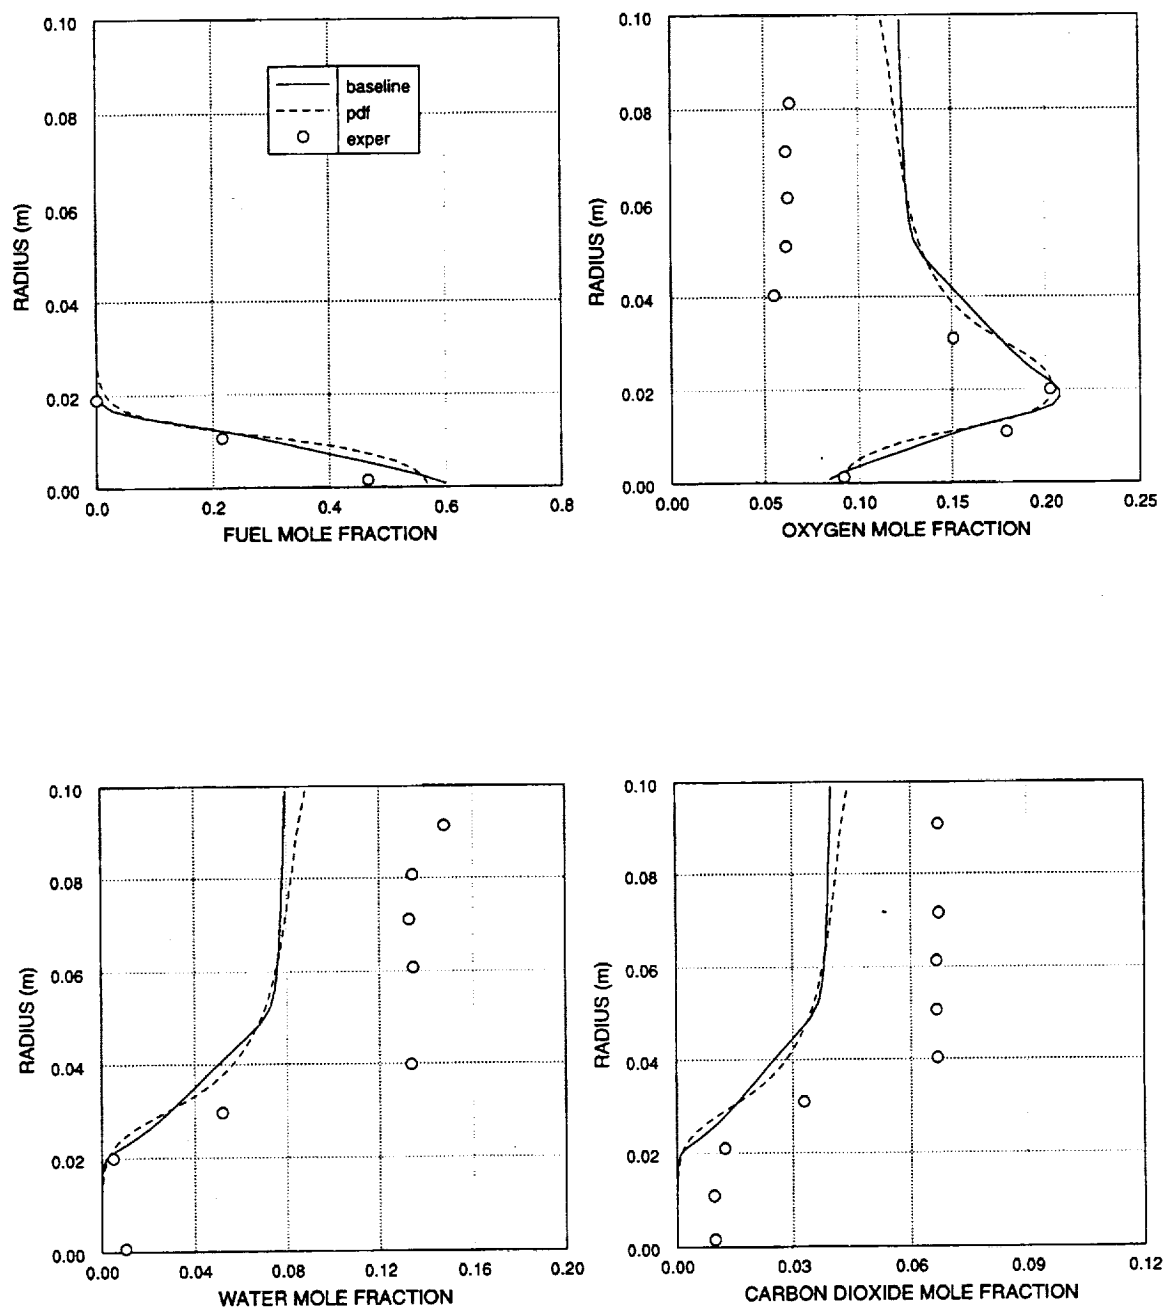 0.10
0.08
0.06
0.04
0.02
0.00
RADIUS (m)
baseline
pdf
exper
0.0 0.2 0.4 0.6 0.8
FUEL MOLE FRACTION
0.10
0.08
0.06
0.04
0.02
0.00
RADIUS (m)
0.00 0.05 0.10 0.15 0.20 0.25
OXYGEN MOLE FRACTION
0.10
0.08
0.06
0.04
0.02
0.00
RADIUS (m)
0.00 0.04 0.08 0.12 0.16 0.20
WATER MOLE FRACTION
0.10
0.08
0.06
0.04
0.02
0.00
RADIUS (m)
0.00 0.03 0.06 0.09 0.12
CARBON DIOXIDE MOLE FRACTION